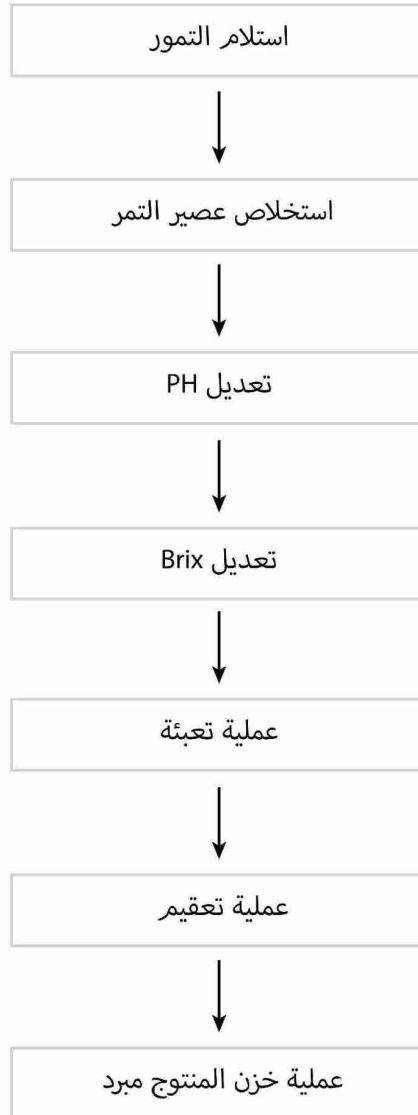 استلام التمور
استخلاص عصير التمر
تعديل PH
تعديل Brix
عملية تعبئة
عملية تعقيم
عملية خزن المنتوج مبرد